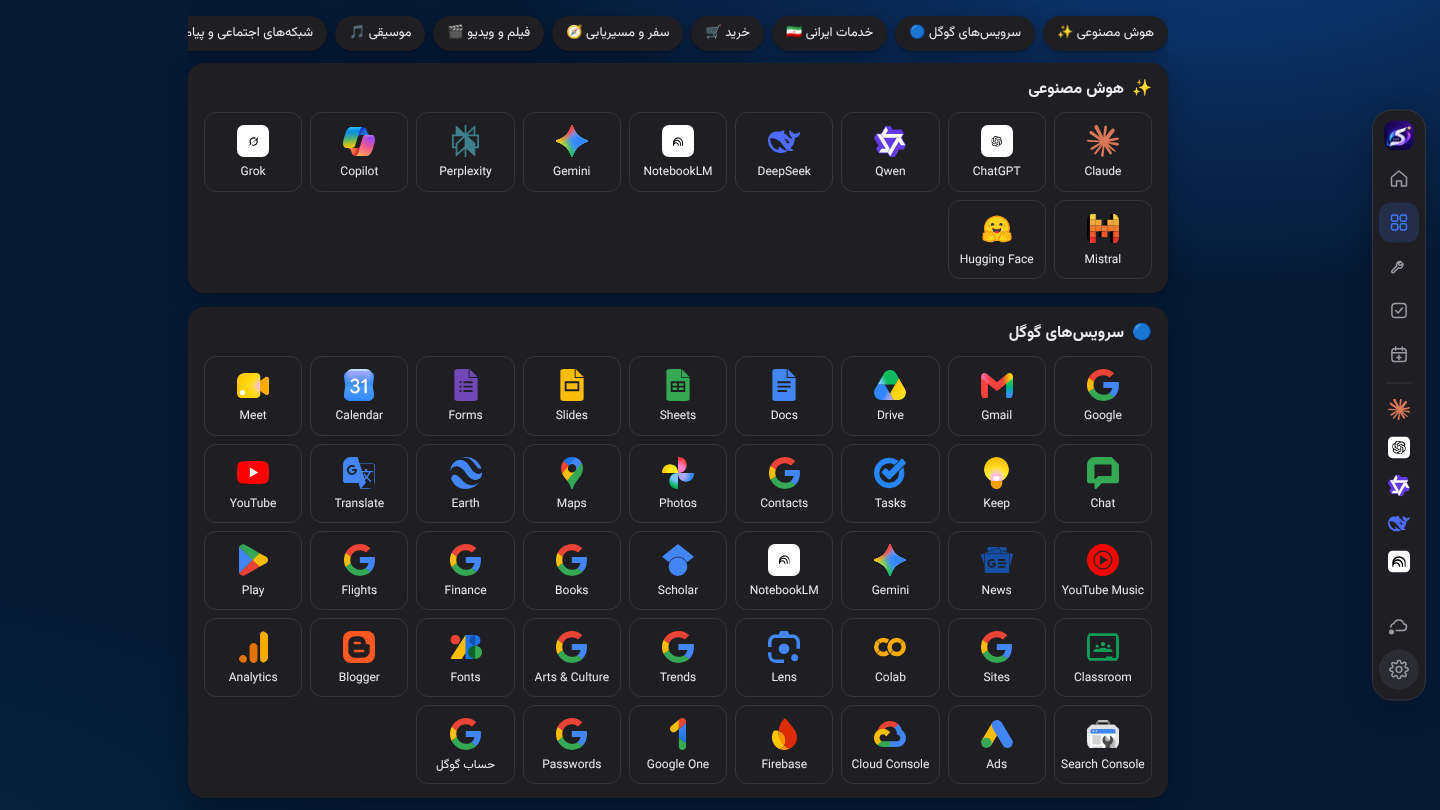 هوش مصنوعی ✨
سرویس‌های گوگل 🔵
خدمات ایرانی 🇮🇷
خرید 🛒
سفر و مسیریابی 🧭
فیلم و ویدیو 🎬
موسیقی 🎵
شبکه‌های اجتماعی و پیام
✨ هوش مصنوعی
Claude
ChatGPT
Qwen
DeepSeek
NotebookLM
Gemini
Perplexity
Copilot
Grok
Mistral
Hugging Face
🔵 سرویس‌های گوگل
Google
Gmail
Drive
Docs
Sheets
Slides
Forms
31
Calendar
Meet
Chat
Keep
Tasks
Contacts
Photos
Maps
Earth
Translate
YouTube
YouTube Music
News
Gemini
NotebookLM
Scholar
Books
Finance
Flights
Play
Classroom
Sites
Colab
Lens
Trends
Arts & Culture
Fonts
Blogger
Analytics
Search Console
Ads
Cloud Console
Firebase
Google One
Passwords
حساب گوگل